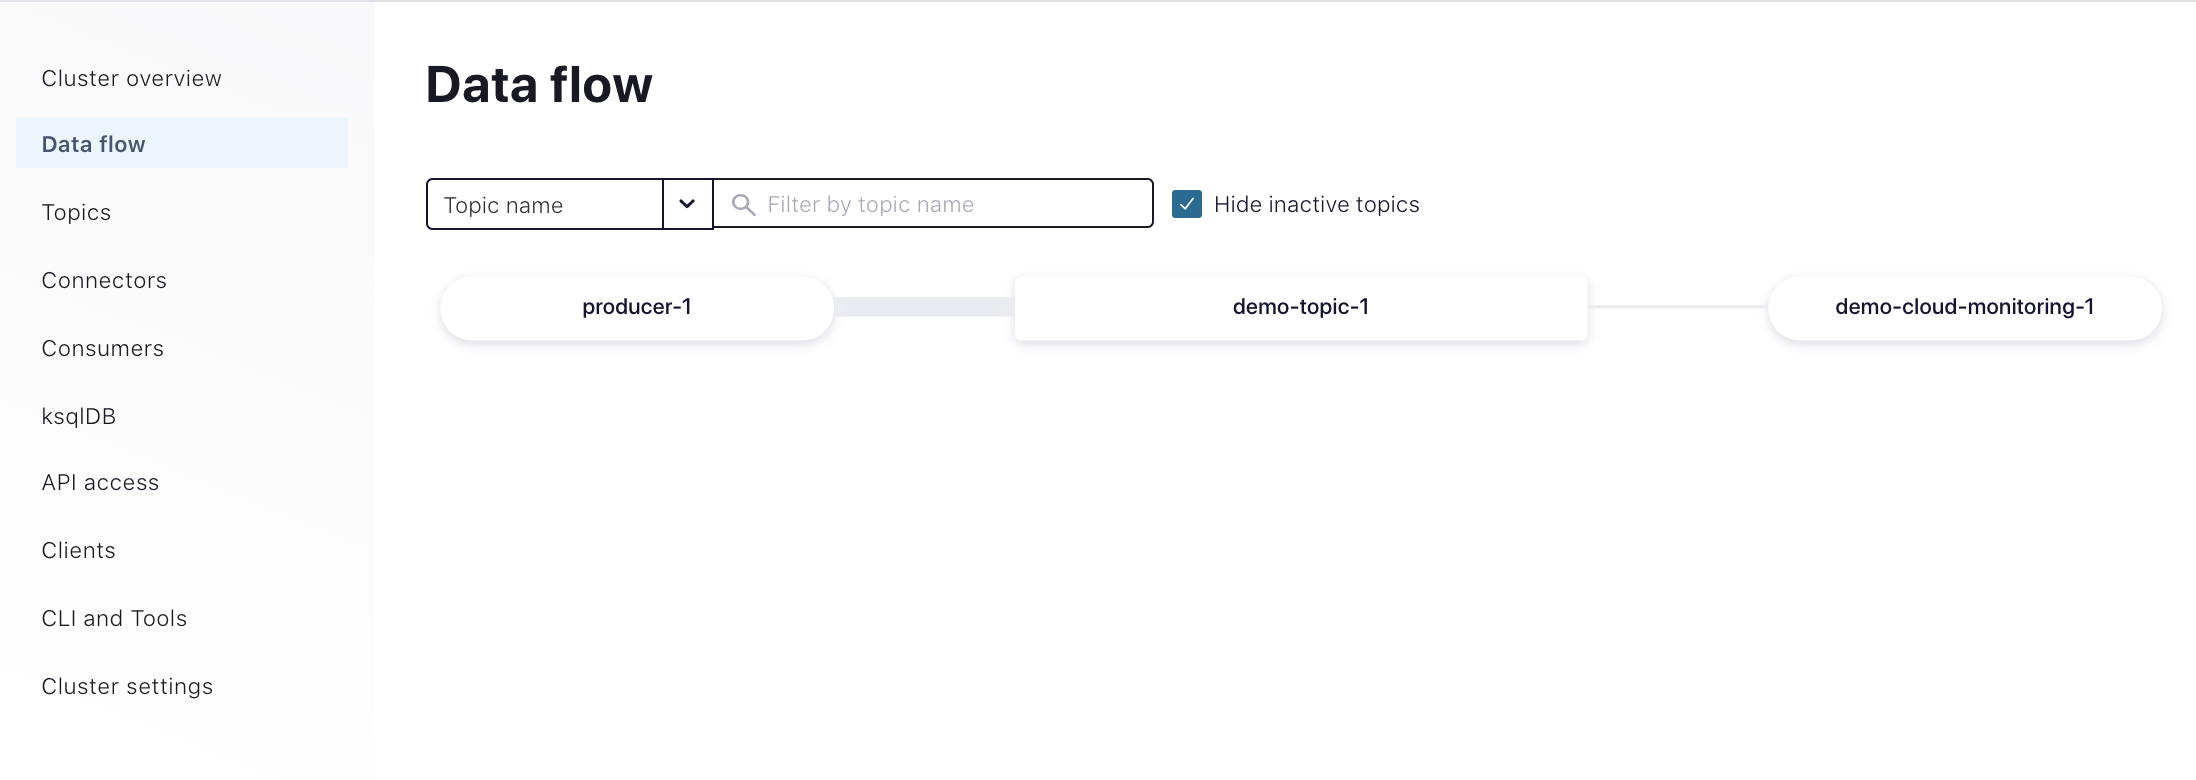 Cluster overview
Data flow
Topics
Connectors
Consumers
ksqlDB
API access
Clients
CLI and Tools
Cluster settings
Data flow
Topic name
Filter by topic name
Hide inactive topics
producer-1
demo-topic-1
demo-cloud-monitoring-1